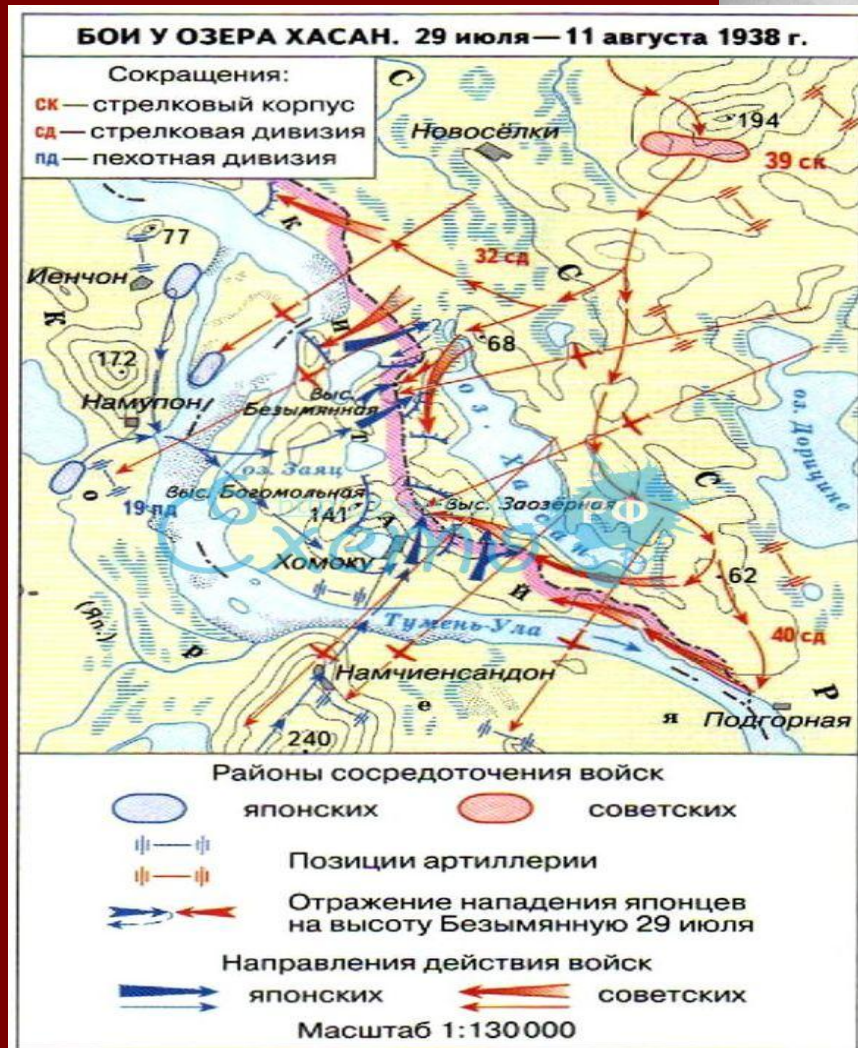 БОИ У ОЗЕРА ХАСАН. 29 июля—11 августа 1938 г.
Сокращения:
ск — стрелковый корпус
сд — стрелковая дивизия
пд — пехотная дивизия
Новосёлки
194
39 ск
77
Иенчон
32 сд
С С С Р
К И Т А Й
К о р е я
(Яп.)
68
172
Намупон
выс. Безымянная
оз. Хасан
оз. Дорицине
оз. Заяц
19 пд
выс. Богомольная
выс. Заозёрная
141
Хомоку
62
Тумень-Ула
40 сд
Намчиенсандон
Подгорная
240
Схемо.РФ
Районы сосредоточения войск
японских советских
Позиции артиллерии
Отражение нападения японцев
на высоту Безымянную 29 июля
Направления действия войск
японских советских
Масштаб 1:130 000